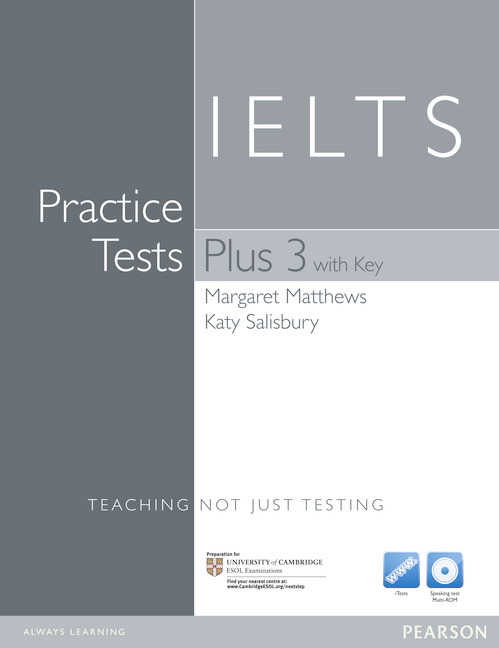 IELTS
Practice
Tests Plus 3 with Key
Margaret Matthews
Katy Salisbury
TEACHING NOT JUST TESTING
Preparation for
UNIVERSITY of CAMBRIDGE
ESOL Examinations
Find your nearest centre at:
www.CambridgeESOL.org/nextstep
WWW.
iTests
Speaking test
Multi-ROM
ALWAYS LEARNING
PEARSON